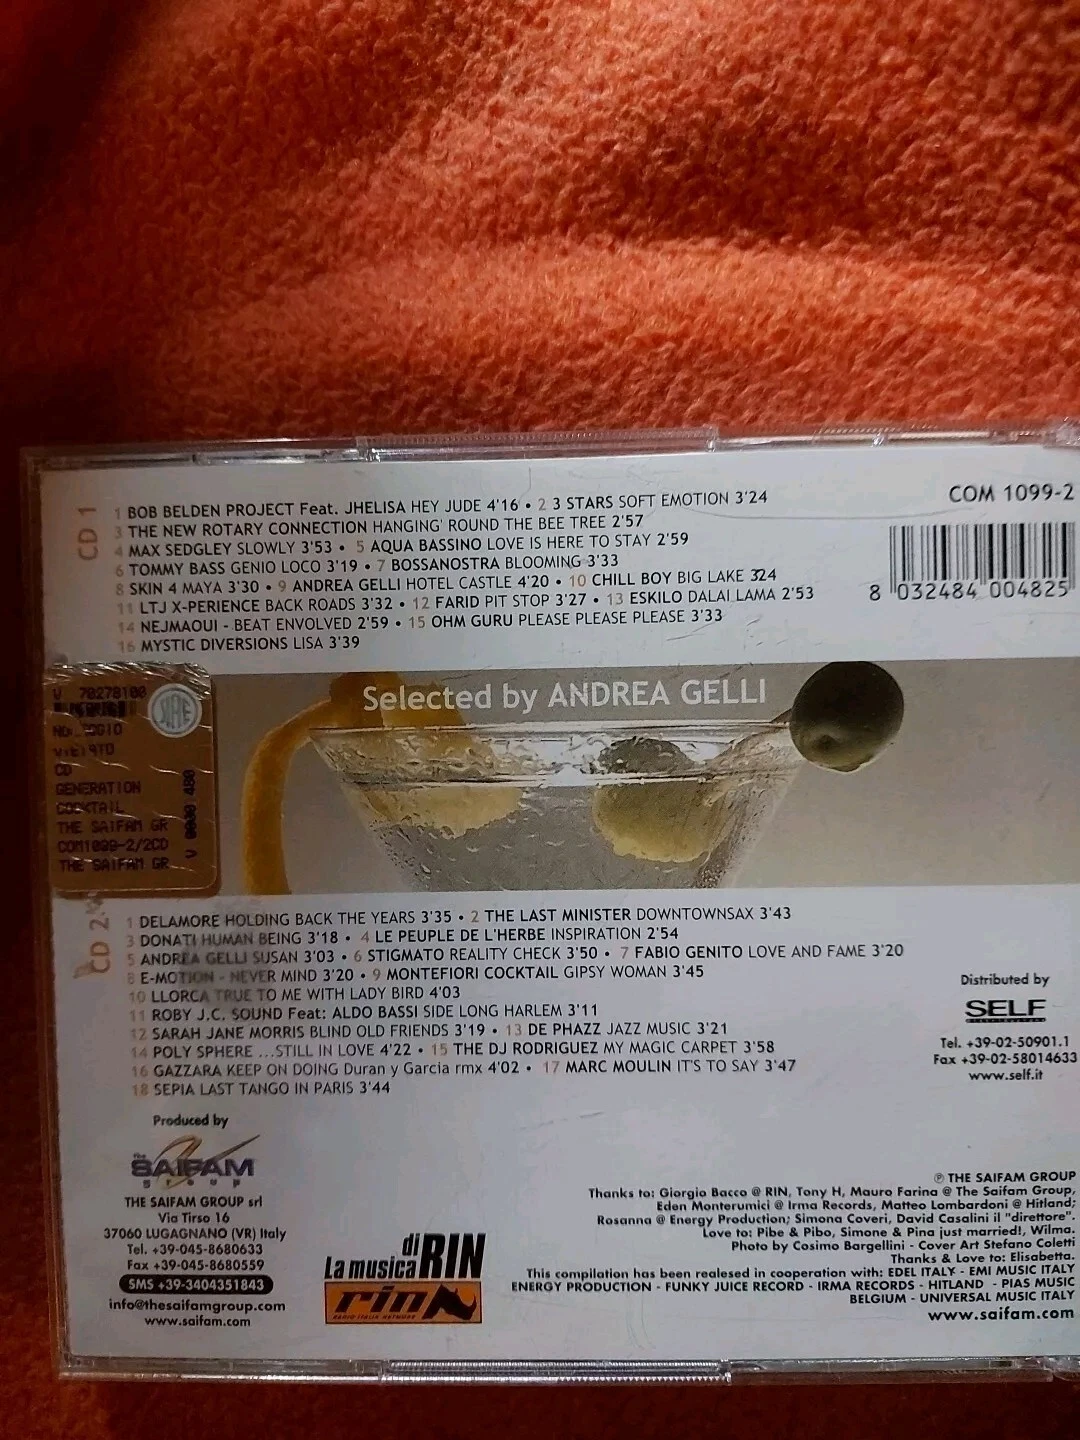 CD 1
1 BOB BELDEN PROJECT Feat. JHELISA HEY JUDE 4'16 • 2 3 STARS SOFT EMOTION 3'24
3 THE NEW ROTARY CONNECTION HANGING' ROUND THE BEE TREE 2'57
4 MAX SEDGLEY SLOWLY 3'53 • 5 AQUA BASSINO LOVE IS HERE TO STAY 2'59
6 TOMMY BASS GENIO LOCO 3'19 • 7 BOSSANOSTRA BLOOMING 3'33
8 SKIN 4 MAYA 3'30 • 9 ANDREA GELLI HOTEL CASTLE 4'20 • 10 CHILL BOY BIG LAKE 324
11 LTJ X-PERIENCE BACK ROADS 3'32 • 12 FARID PIT STOP 3'27 • 13 ESKILO DALAI LAMA 2'53
14 NEJMAOUI - BEAT ENVOLVED 2'59 • 15 OHM GURU PLEASE PLEASE PLEASE 3'33
16 MYSTIC DIVERSIONS LISA 3'39
COM 1099-2
8 032484 004825
Selected by ANDREA GELLI
V 70278100
SIAE
CD
GENERATION
COCKTAIL
THE SAIFAM GR
COM1099-2/2CD
THE SAIFAM GR
V 0030 480
CD 2
1 DELAMORE HOLDING BACK THE YEARS 3'35 • 2 THE LAST MINISTER DOWNTOWNSAX 3'43
3 DONATI HUMAN BEING 3'18 • 4 LE PEUPLE DE L'HERBE INSPIRATION 2'54
5 ANDREA GELLI SUSAN 3'03 • 6 STIGMATO REALITY CHECK 3'50 • 7 FABIO GENITO LOVE AND FAME 3'20
8 E-MOTION - NEVER MIND 3'20 • 9 MONTEFIORI COCKTAIL GIPSY WOMAN 3'45
10 LLORCA TRUE TO ME WITH LADY BIRD 4'03
11 ROBY J.C. SOUND Feat: ALDO BASSI SIDE LONG HARLEM 3'11
12 SARAH JANE MORRIS BLIND OLD FRIENDS 3'19 • 13 DE PHAZZ JAZZ MUSIC 3'21
14 POLY SPHERE ...STILL IN LOVE 4'22 • 15 THE DJ RODRIGUEZ MY MAGIC CARPET 3'58
16 GAZZARA KEEP ON DOING Duran y Garcia rmx 4'02 • 17 MARC MOULIN IT'S TO SAY 3'47
18 SEPIA LAST TANGO IN PARIS 3'44
Distributed by
SELF
Tel. +39-02-50901.1
Fax +39-02-58014633
www.self.it
Produced by
the SAIFAM
group
THE SAIFAM GROUP srl
Via Tirso 16
37060 LUGAGNANO (VR) Italy
Tel. +39-045-8680633
Fax +39-045-8680559
SMS +39-3404351843
info@thesaifamgroup.com
www.saifam.com
La musica di RIN
rin
RADIO ITALIA NETWORK
℗ THE SAIFAM GROUP
Thanks to: Giorgio Bacco @ RIN, Tony H, Mauro Farina @ The Saifam Group,
Eden Monterumici @ Irma Records, Matteo Lombardoni @ Hitland;
Rosanna @ Energy Production; Simona Coveri, David Casalini il "direttore".
Love to: Pibe & Pibo, Simone & Pina just married!, Wilma.
Photo by Cosimo Bargellini - Cover Art Stefano Coletti
Thanks & Love to: Elisabetta.
This compilation has been realesed in cooperation with: EDEL ITALY - EMI MUSIC ITALY
ENERGY PRODUCTION - FUNKY JUICE RECORD - IRMA RECORDS - HITLAND - PIAS MUSIC
BELGIUM - UNIVERSAL MUSIC ITALY
www.saifam.com